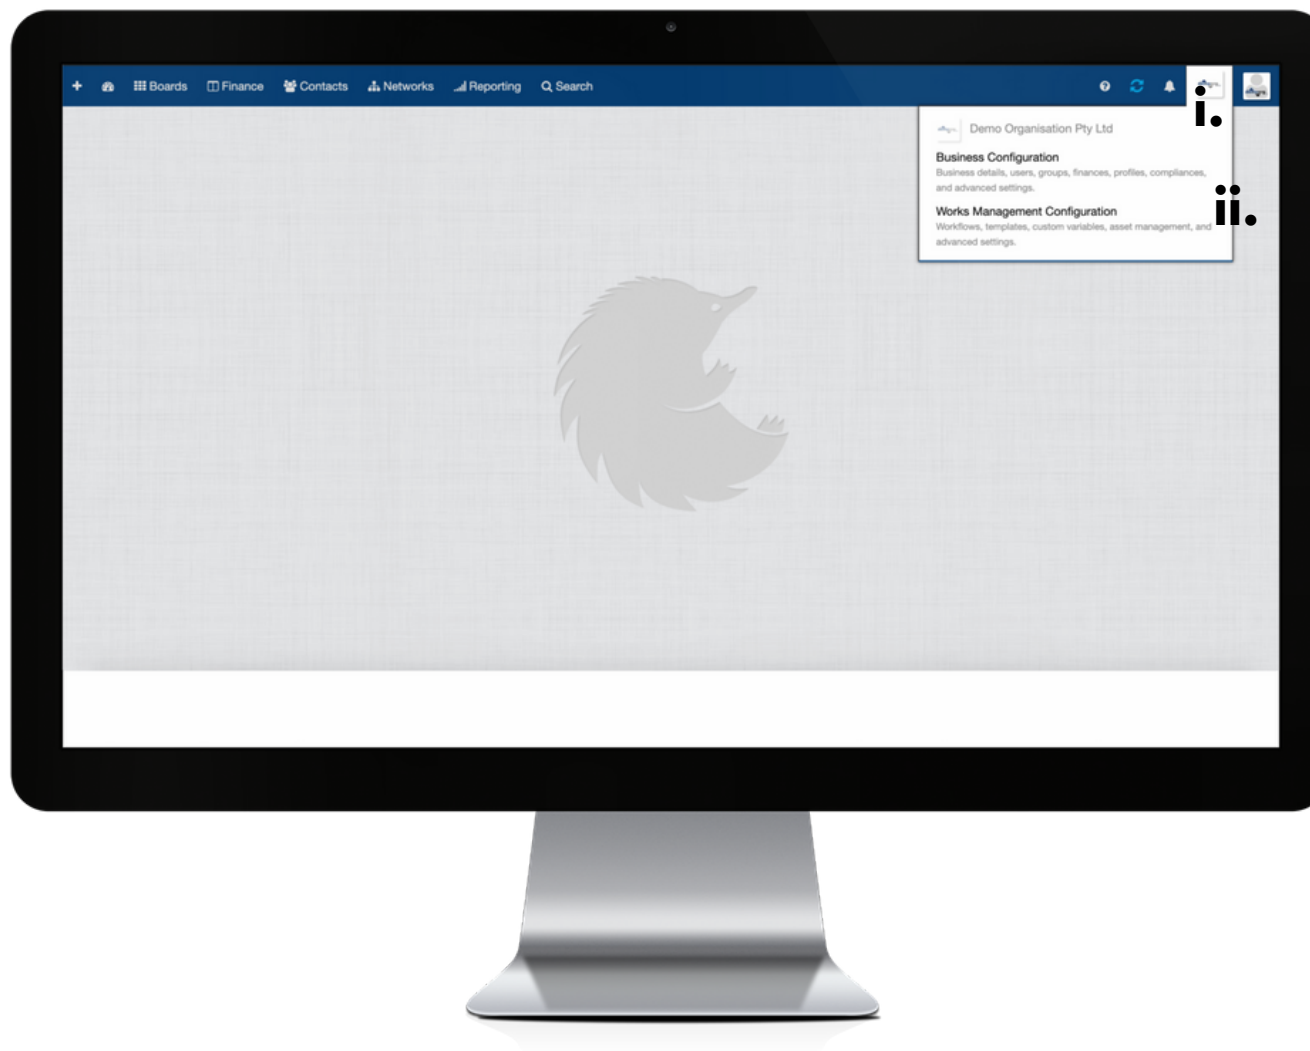 Boards Finance Contacts Networks Reporting Search
i.
Demo Organisation Pty Ltd
Business Configuration
Business details, users, groups, finances, profiles, compliances,
and advanced settings.
ii.
Works Management Configuration
Workflows, templates, custom variables, asset management, and
advanced settings.